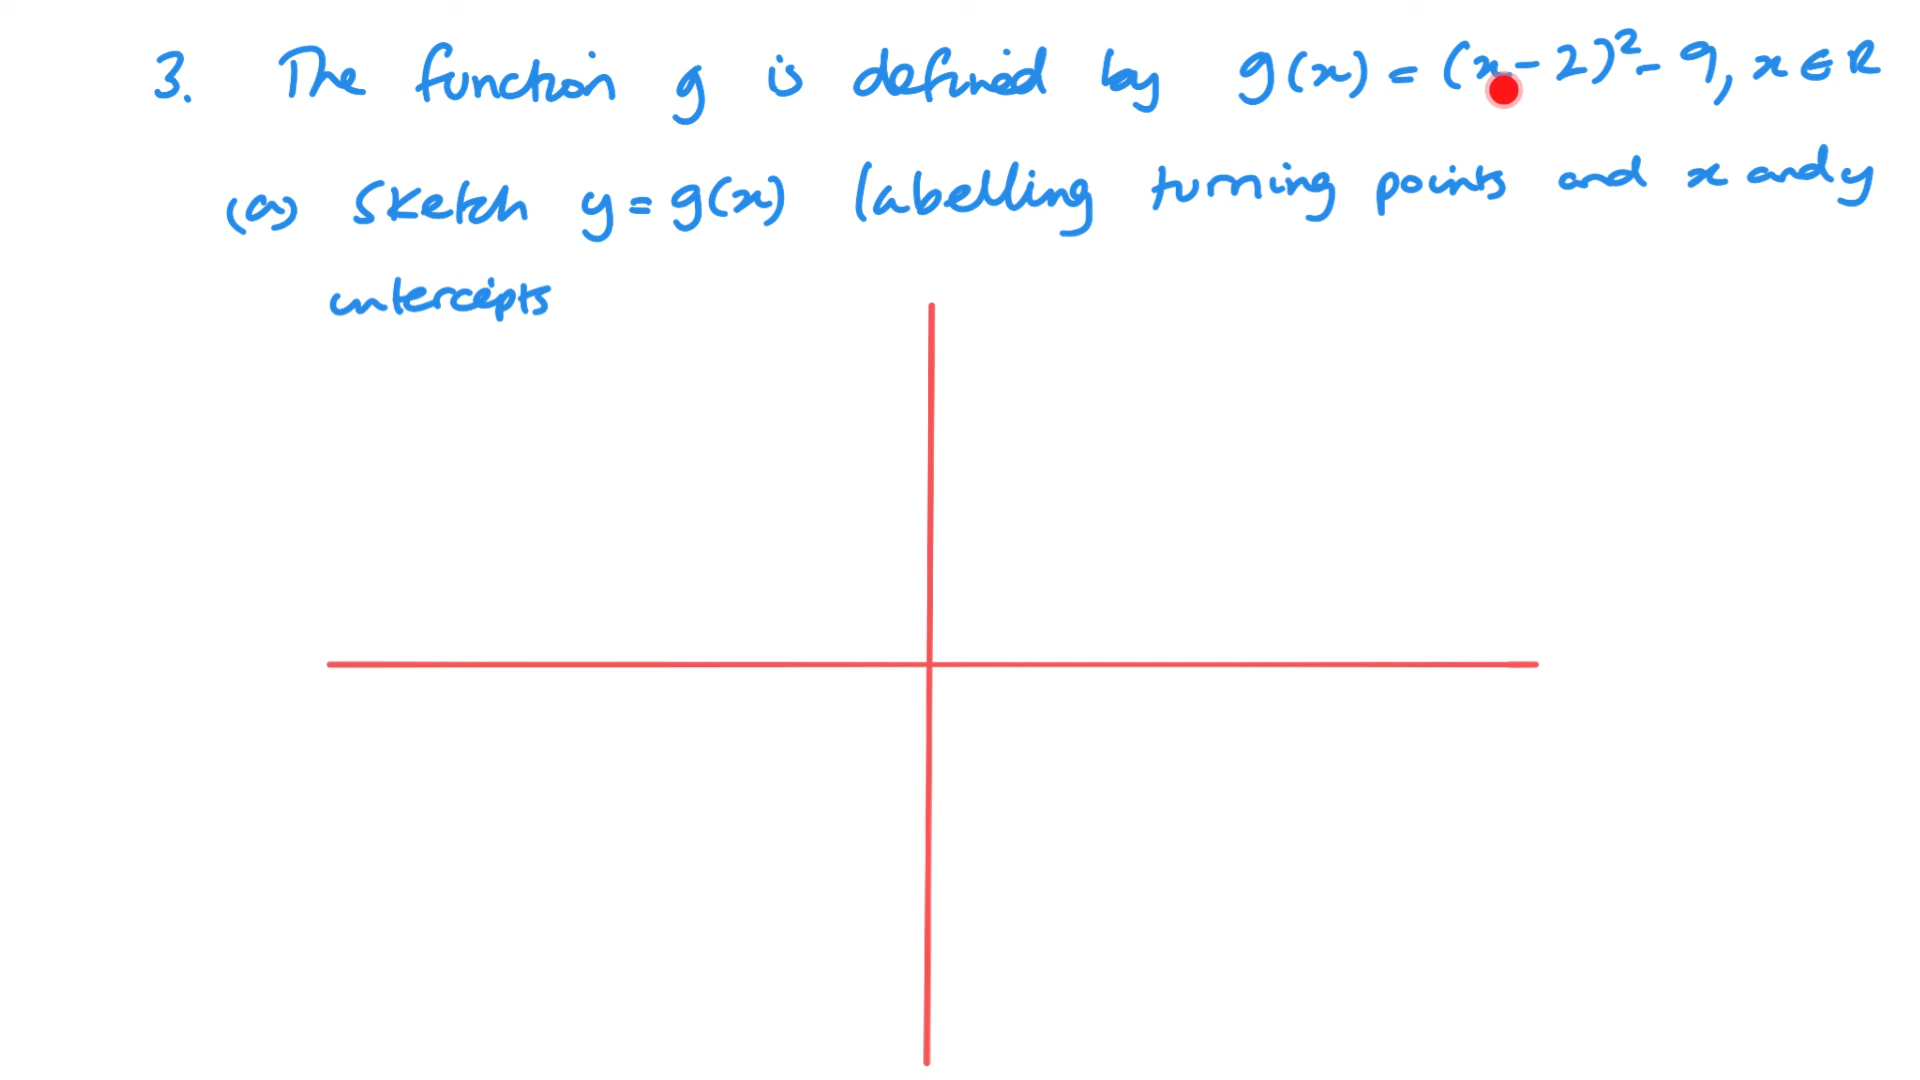 3. The function g is defined by g(x) = (x-2)²- 9, x ∈ R
(a) Sketch y = g(x) labelling turning points and x and y
intercepts